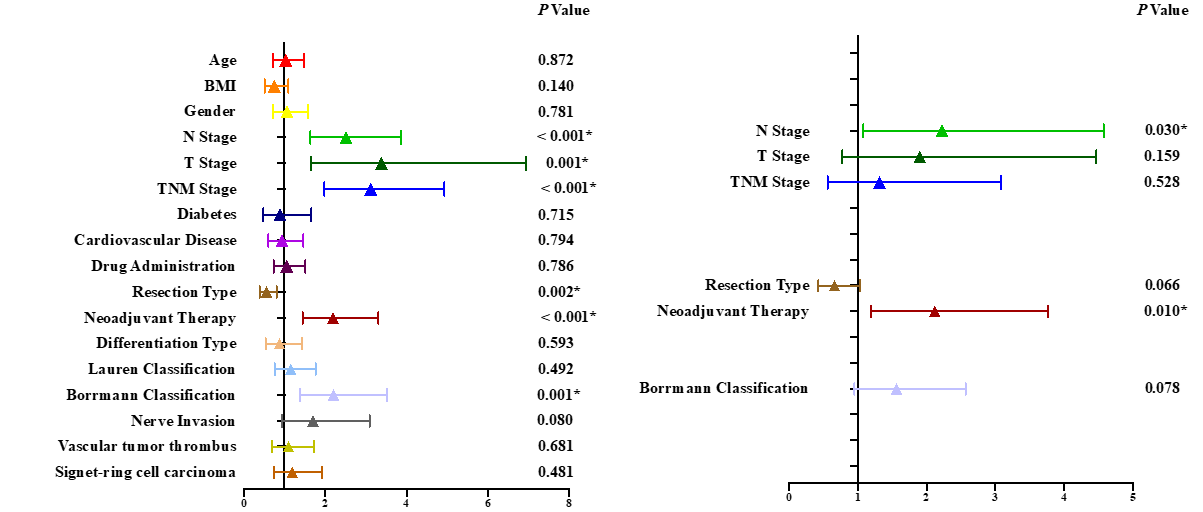 P Value
Age 0.872
BMI 0.140
Gender 0.781
N Stage < 0.001*
T Stage 0.001*
TNM Stage < 0.001*
Diabetes 0.715
Cardiovascular Disease 0.794
Drug Administration 0.786
Resection Type 0.002*
Neoadjuvant Therapy < 0.001*
Differentiation Type 0.593
Lauren Classification 0.492
Borrmann Classification 0.001*
Nerve Invasion 0.080
Vascular tumor thrombus 0.681
Signet-ring cell carcinoma 0.481
0 2 4 6 8
P Value
N Stage 0.030*
T Stage 0.159
TNM Stage 0.528
Resection Type 0.066
Neoadjuvant Therapy 0.010*
Borrmann Classification 0.078
0 1 2 3 4 5